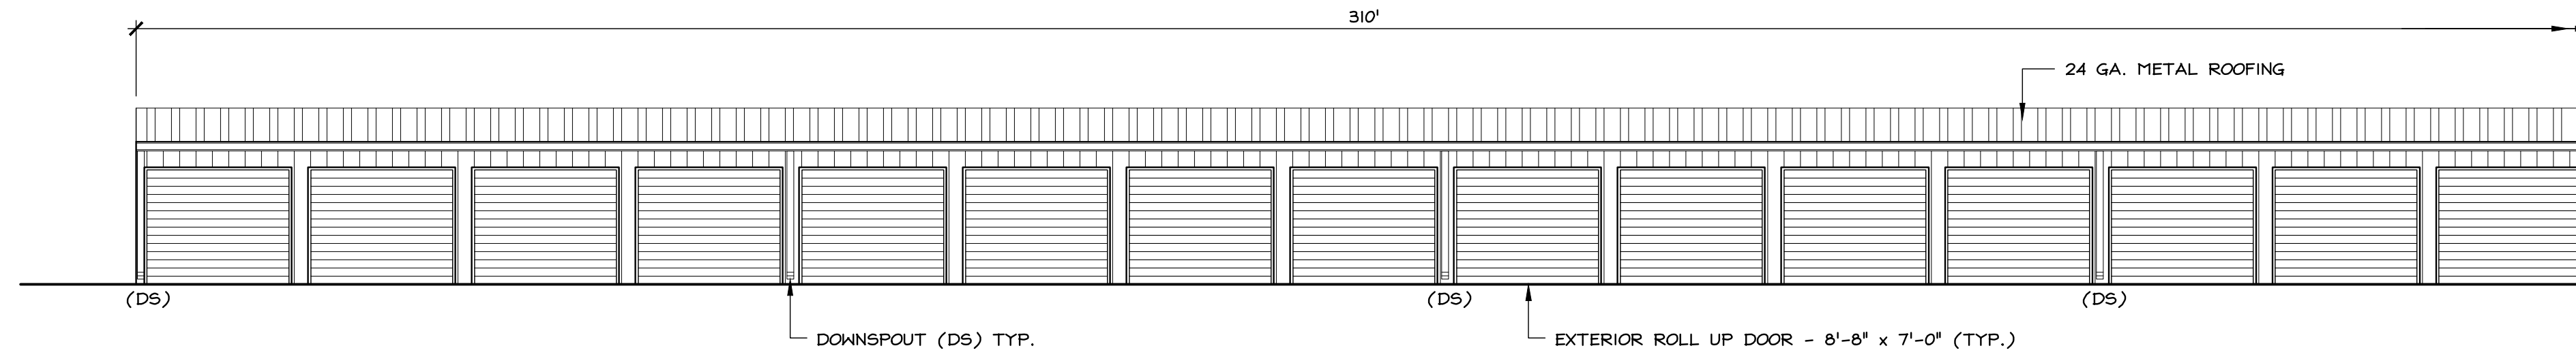 310'
24 GA. METAL ROOFING
(DS)
(DS)
(DS)
DOWNSPOUT (DS) TYP.
EXTERIOR ROLL UP DOOR - 8'-8" x 7'-0" (TYP.)